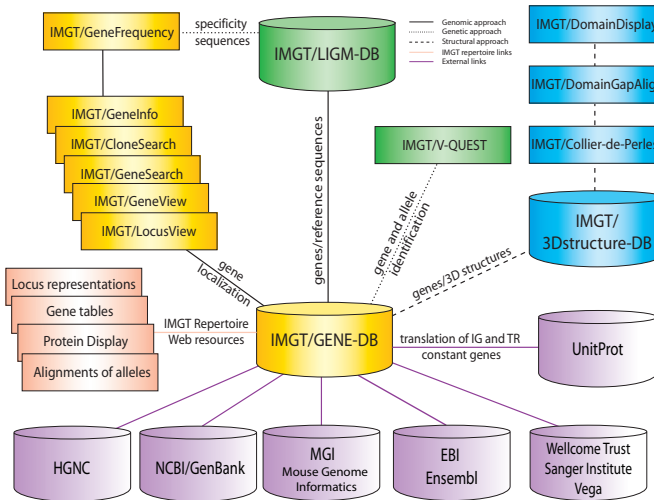 IMGT/GeneFrequency
specificity
sequences
IMGT/LIGM-DB
Genomic approach
Genetic approach
Structural approach
IMGT repertoire links
External links
IMGT/DomainDisplay
IMGT/DomainGapAlign
IMGT/Collier-de-Perles
IMGT/
3Dstructure-DB
IMGT/GeneInfo
IMGT/CloneSearch
IMGT/GeneSearch
IMGT/GeneView
IMGT/LocusView
genes/reference sequences
IMGT/V-QUEST
gene and allele
identification
genes/3D structures
gene
localization
Locus representations
Gene tables
Protein Display
Alignments of alleles
IMGT Repertoire
Web resources
IMGT/GENE-DB
translation of IG and TR
constant genes
UnitProt
HGNC
NCBI/GenBank
MGI
Mouse Genome
Informatics
EBI
Ensembl
Wellcome Trust
Sanger Institute
Vega